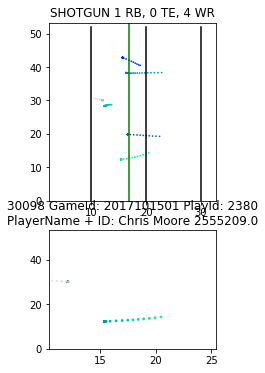 SHOTGUN 1 RB, 0 TE, 4 WR
50
40
30
20
10
0
10 20 30
30098 GameId: 2017101501 PlayId: 2380
PlayerName + ID: Chris Moore 2555209.0
40
20
0
15 20 25